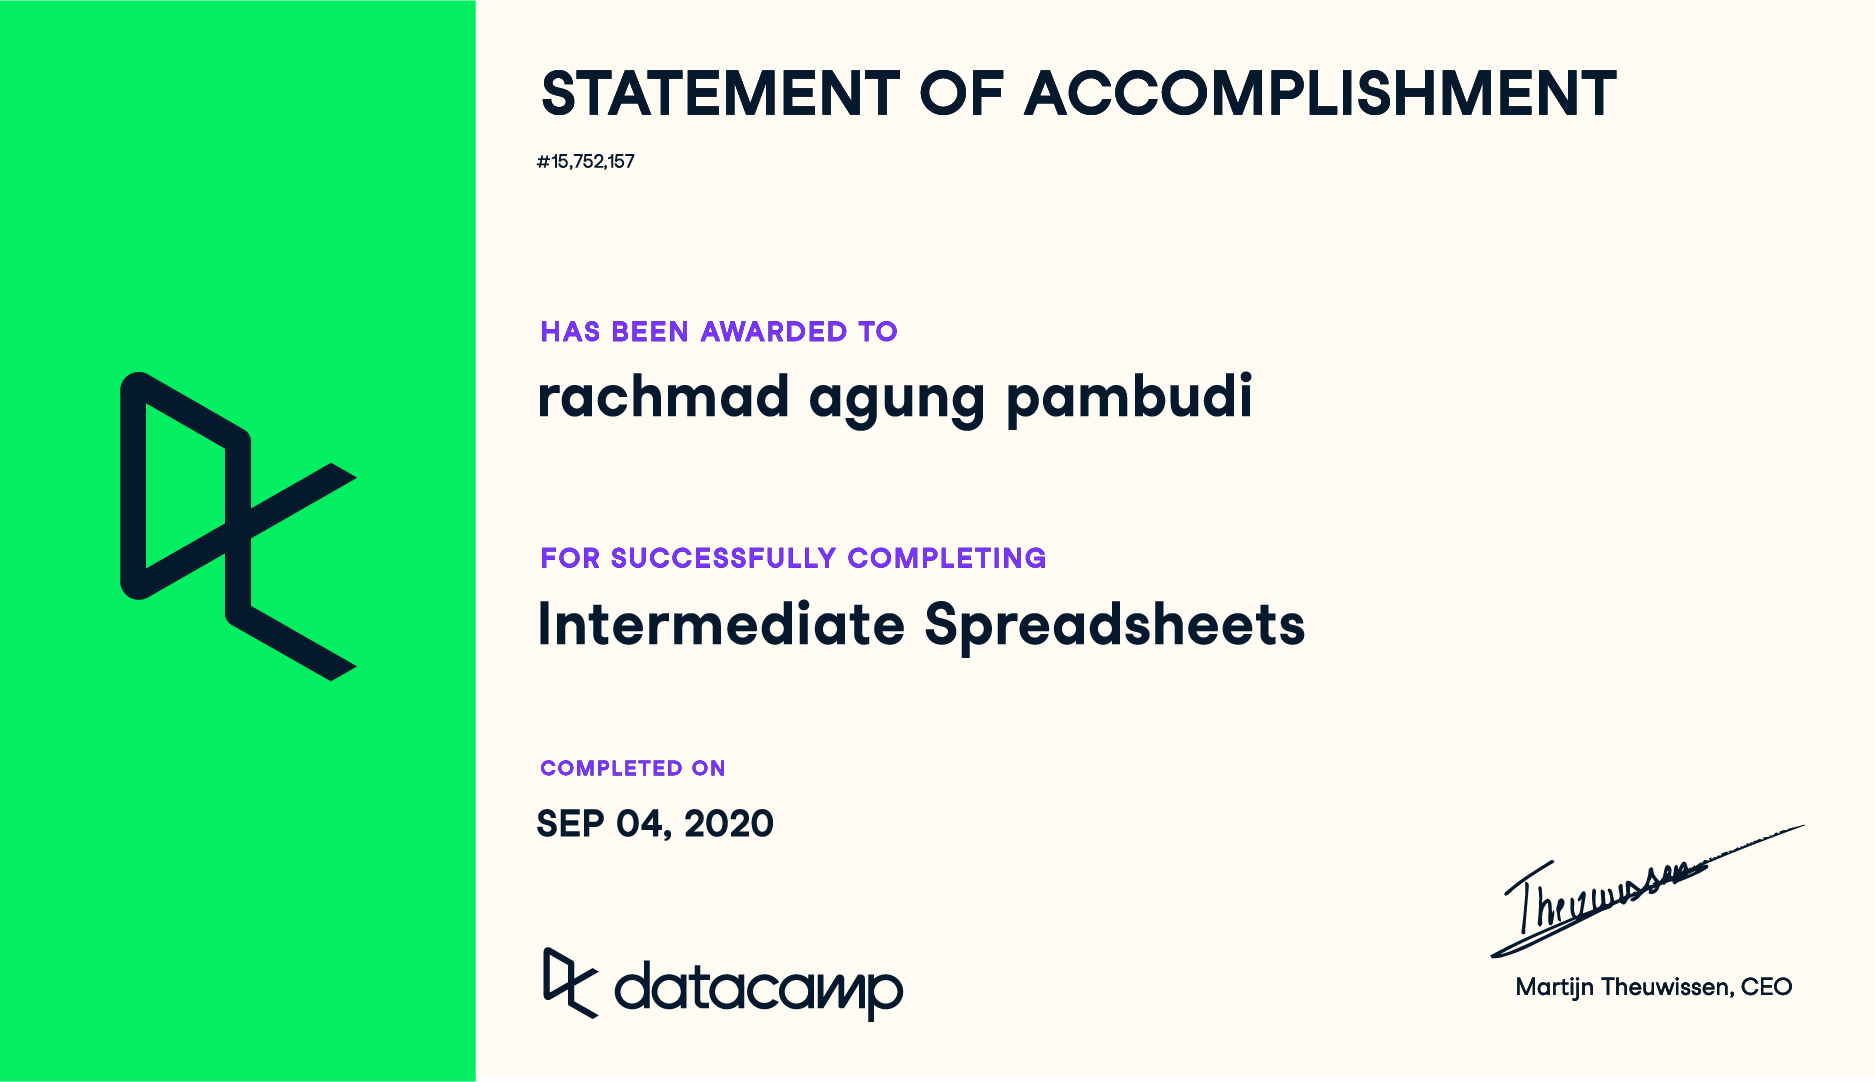 STATEMENT OF ACCOMPLISHMENT
#15,752,157
HAS BEEN AWARDED TO
rachmad agung pambudi
FOR SUCCESSFULLY COMPLETING
Intermediate Spreadsheets
COMPLETED ON
SEP 04, 2020
Theuwissen
datacamp
Martijn Theuwissen, CEO